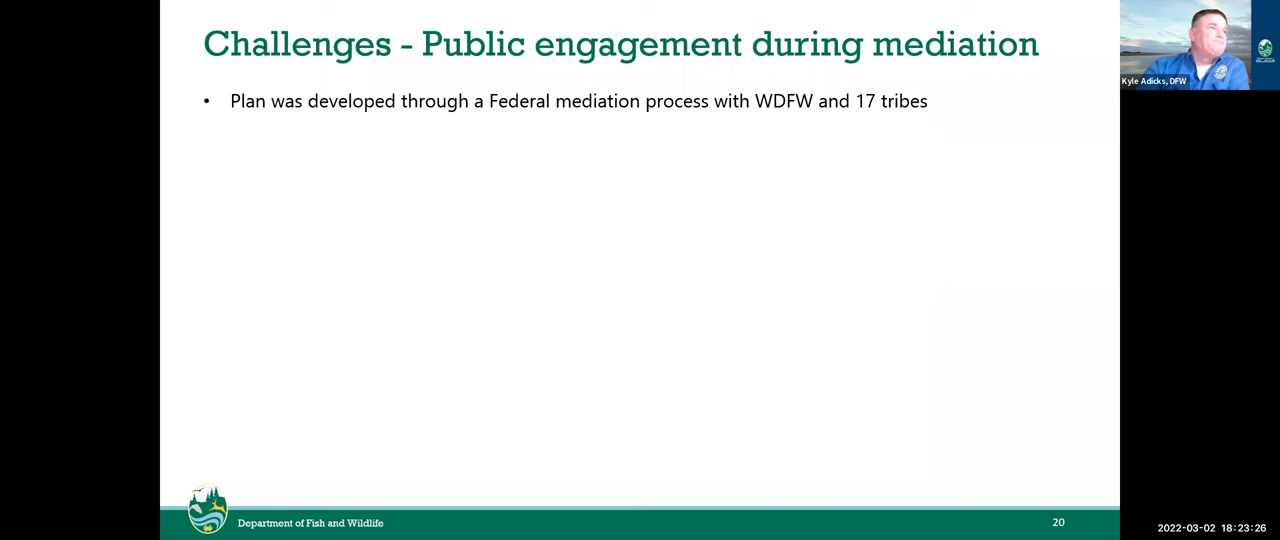 Challenges - Public engagement during mediation
Kyle Adicks, DFW
• Plan was developed through a Federal mediation process with WDFW and 17 tribes
Department of Fish and Wildlife
20
2022-03-02 18:23:26